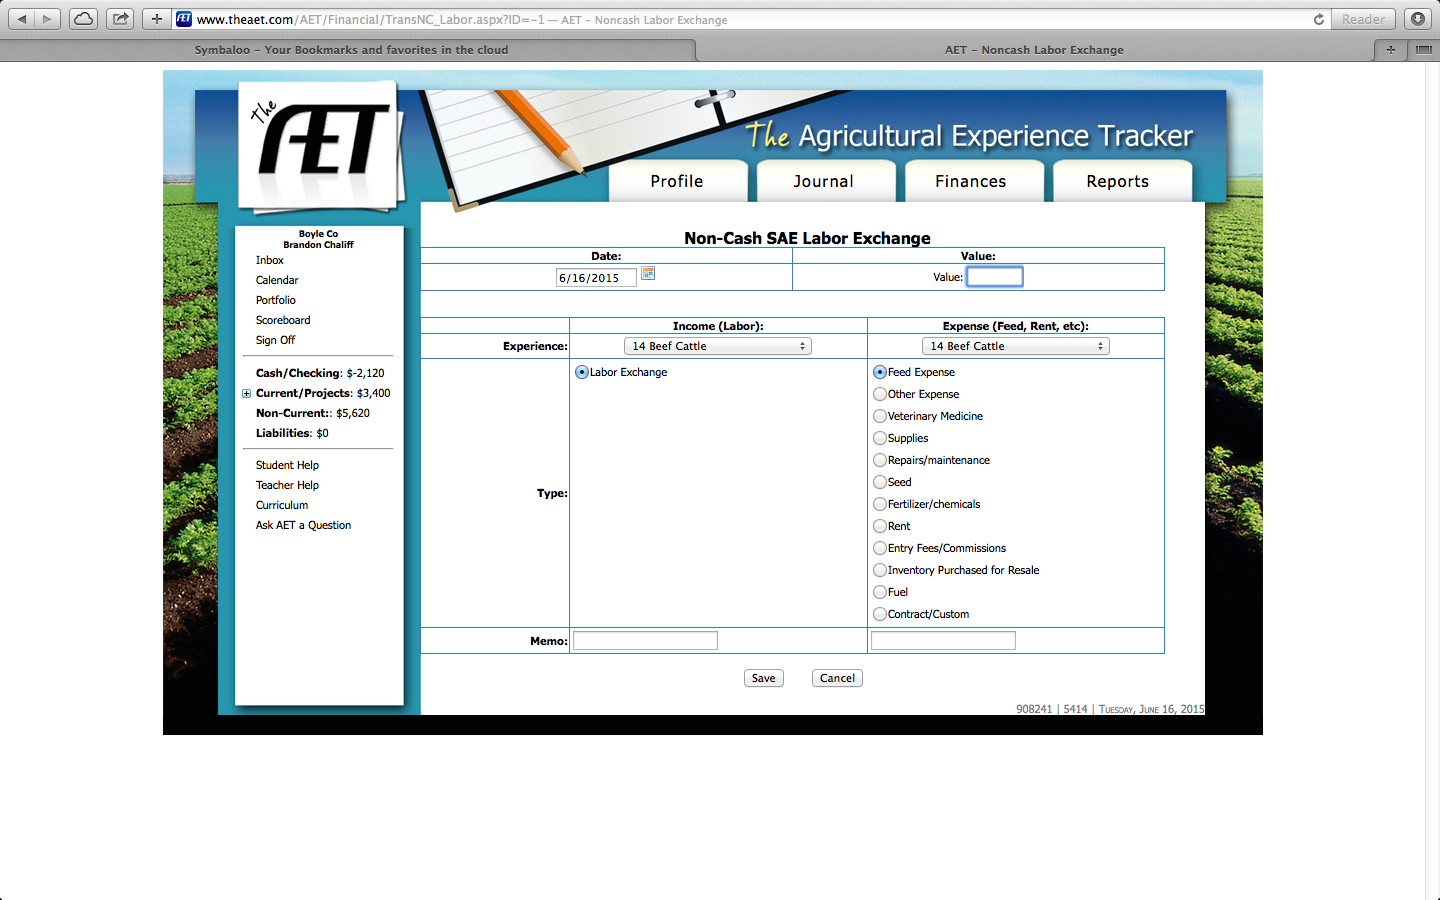 www.theaet.com/AET/Financial/TransNC_Labor.aspx?ID=-1 — AET - Noncash Labor Exchange
Reader
Symbaloo - Your Bookmarks and favorites in the cloud
AET - Noncash Labor Exchange
The AET
The Agricultural Experience Tracker
Profile Journal Finances Reports
Boyle Co
Brandon Chaliff
Inbox
Calendar
Portfolio
Scoreboard
Sign Off
Cash/Checking: $-2,120
Current/Projects: $3,400
Non-Current:: $5,620
Liabilities: $0
Student Help
Teacher Help
Curriculum
Ask AET a Question
Non-Cash SAE Labor Exchange
Date: Value:
6/16/2015 Value:
Income (Labor): Expense (Feed, Rent, etc):
Experience: 14 Beef Cattle 14 Beef Cattle
Type: Labor Exchange Feed Expense
Other Expense
Veterinary Medicine
Supplies
Repairs/maintenance
Seed
Fertilizer/chemicals
Rent
Entry Fees/Commissions
Inventory Purchased for Resale
Fuel
Contract/Custom
Memo:
Save Cancel
908241 | 5414 | Tuesday, June 16, 2015